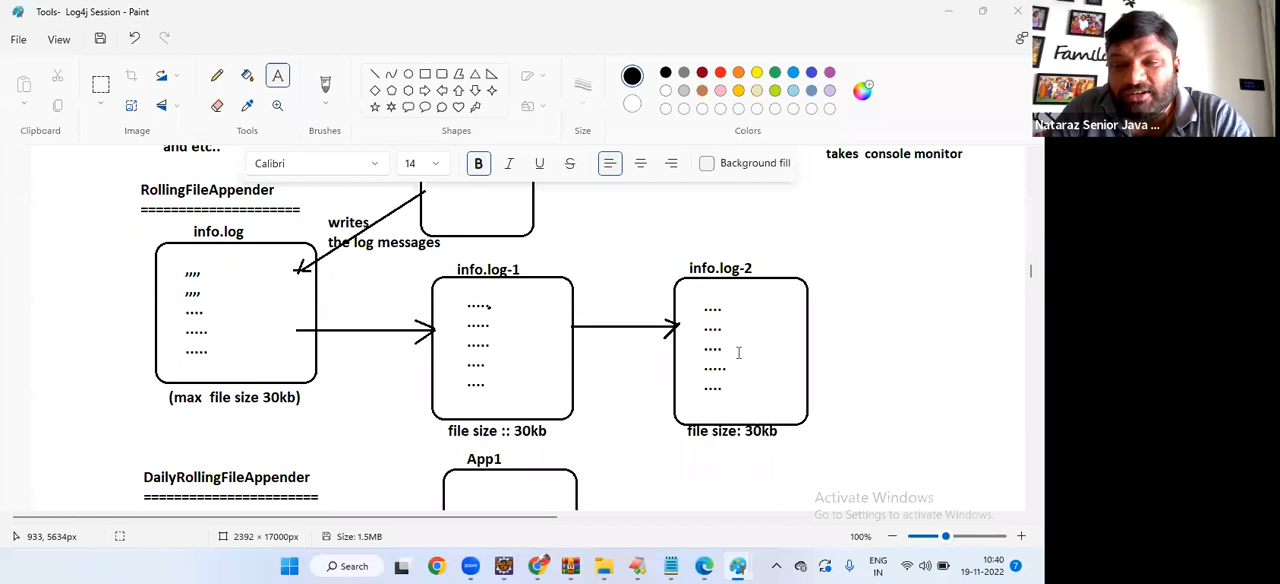 Tools- Log4j Session - Paint
File View
Clipboard
Image
Tools
Brushes
Shapes
Size
Colors
Nataraz Senior Java ...
Calibri
14
B I U S
Background fill
and etc..
takes console monitor
RollingFileAppender
====================
info.log
writes
the log messages
info.log-1
info.log-2
,,,,
,,,,
....
.....
.....
.....
.....
.....
....
....
....
....
....
.....
....
(max file size 30kb)
file size :: 30kb
file size: 30kb
App1
DailyRollingFileAppender
======================
Activate Windows
Go to Settings to activate Windows.
933, 5634px
2392 × 17000px
Size: 1.5MB
100%
Search
ENG
IN
10:40
19-11-2022
7